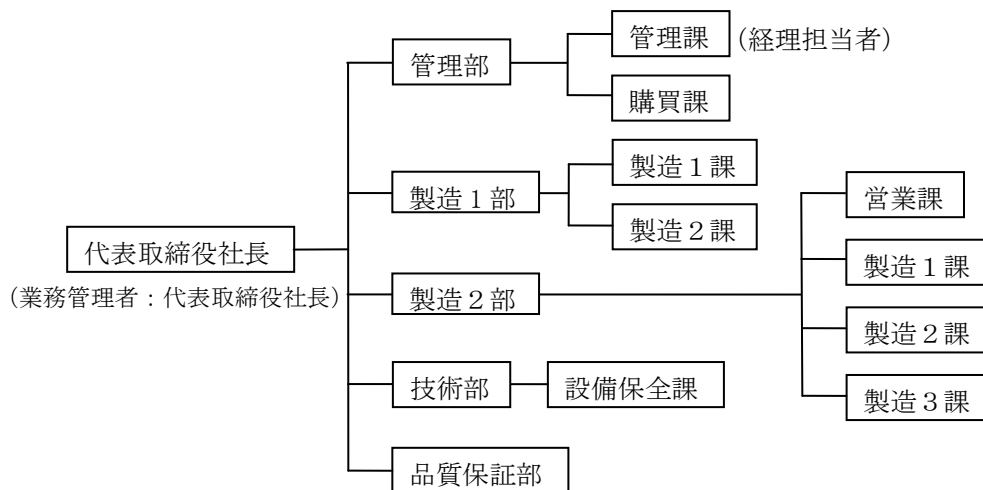 管理課
(経理担当者)
管理部
購買課
製造１課
製造１部
製造２課
営業課
代表取締役社長
製造１課
(業務管理者：代表取締役社長)
製造２部
製造２課
技術部
設備保全課
製造３課
品質保証部